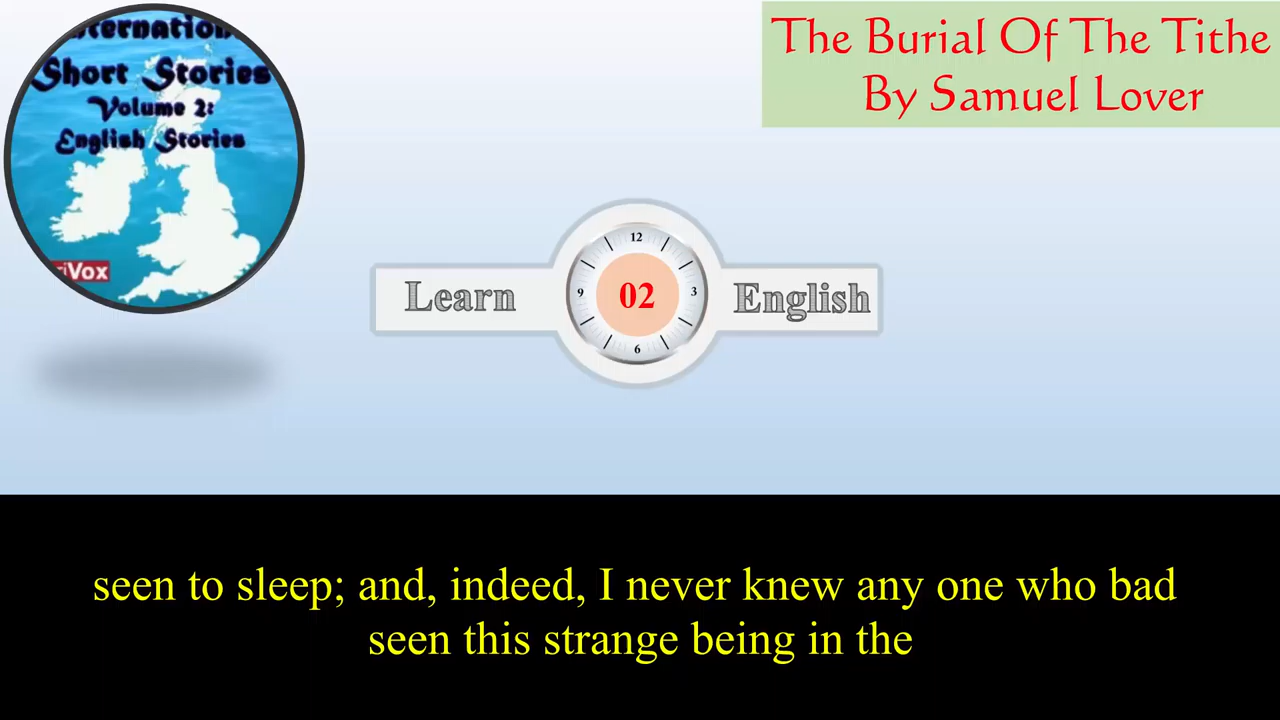 nternation
Short Stories
Volume 2:
English Stories
riVox
The Burial Of The Tithe
By Samuel Lover
Learn
12
9
02
3
6
English
seen to sleep; and, indeed, I never knew any one who bad
seen this strange being in the